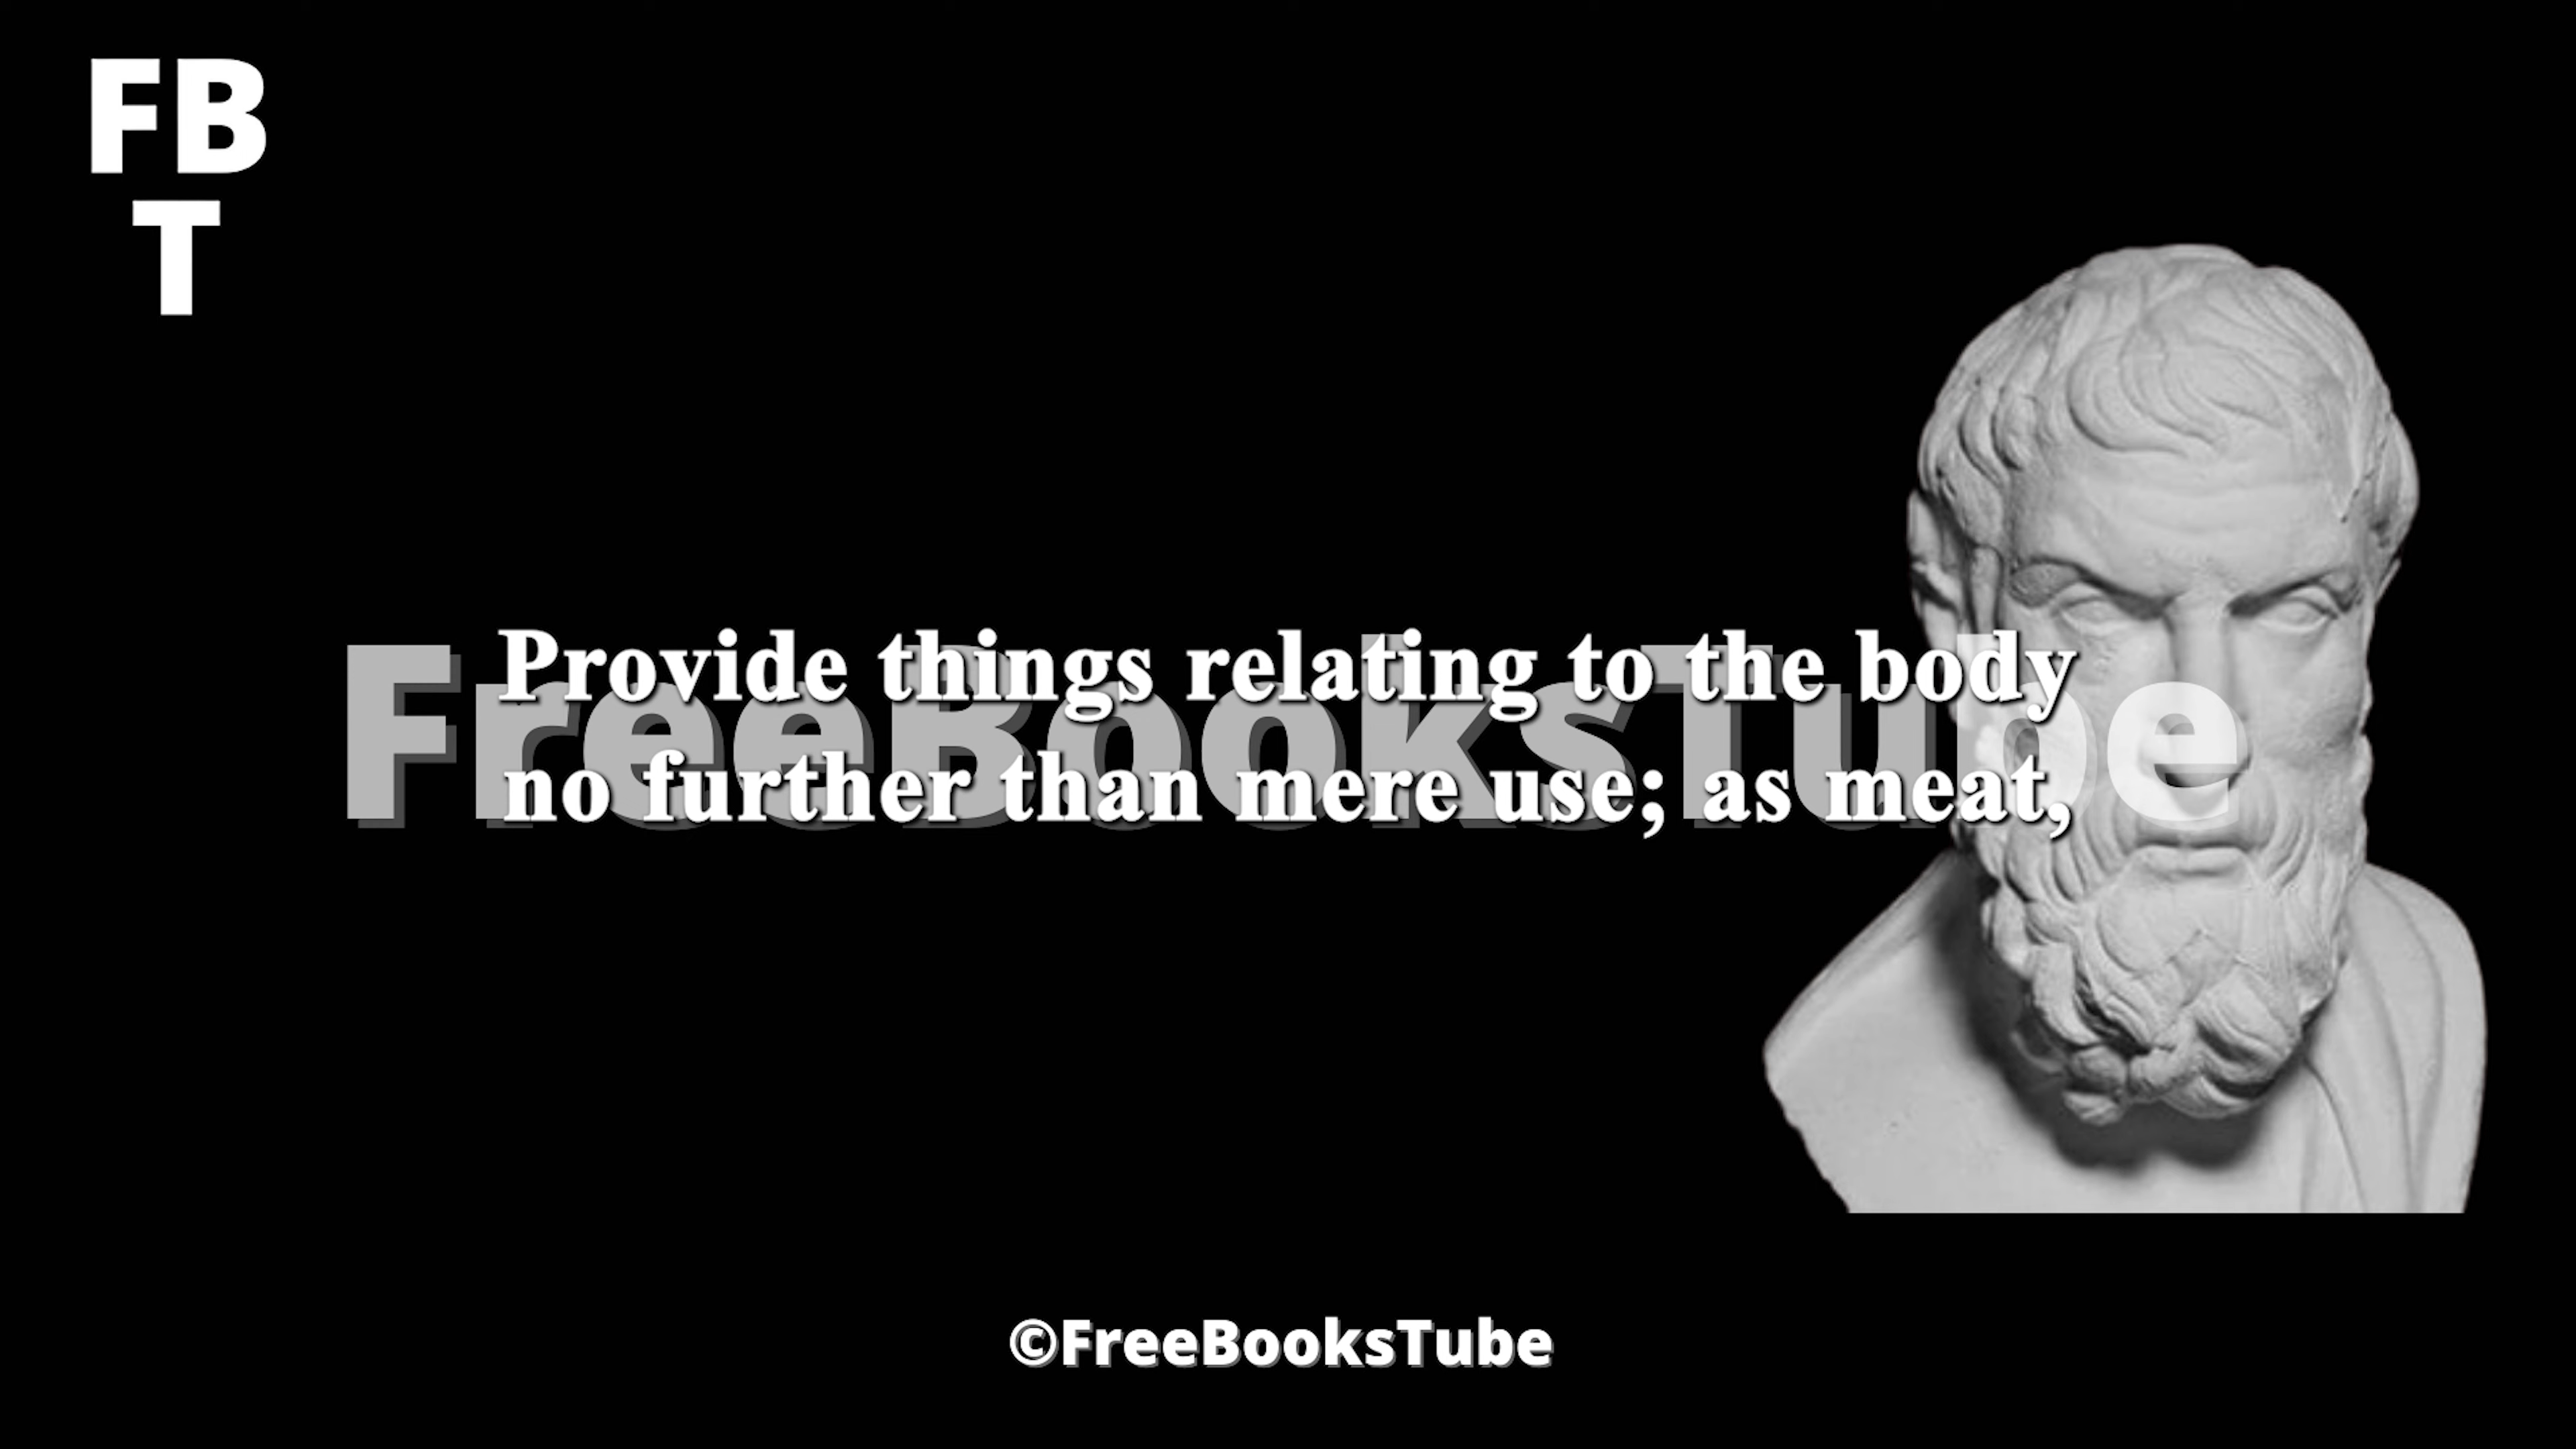 FB
T
Provide things relating to the body
FreeBooksTube
no further than mere use; as meat,
©FreeBooksTube